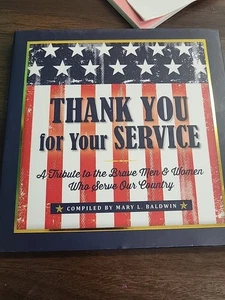 THANK YOU
for Your SERVICE
A Tribute to the Brave Men & Women
Who Serve Our Country
COMPILED BY MARY L. BALDWIN